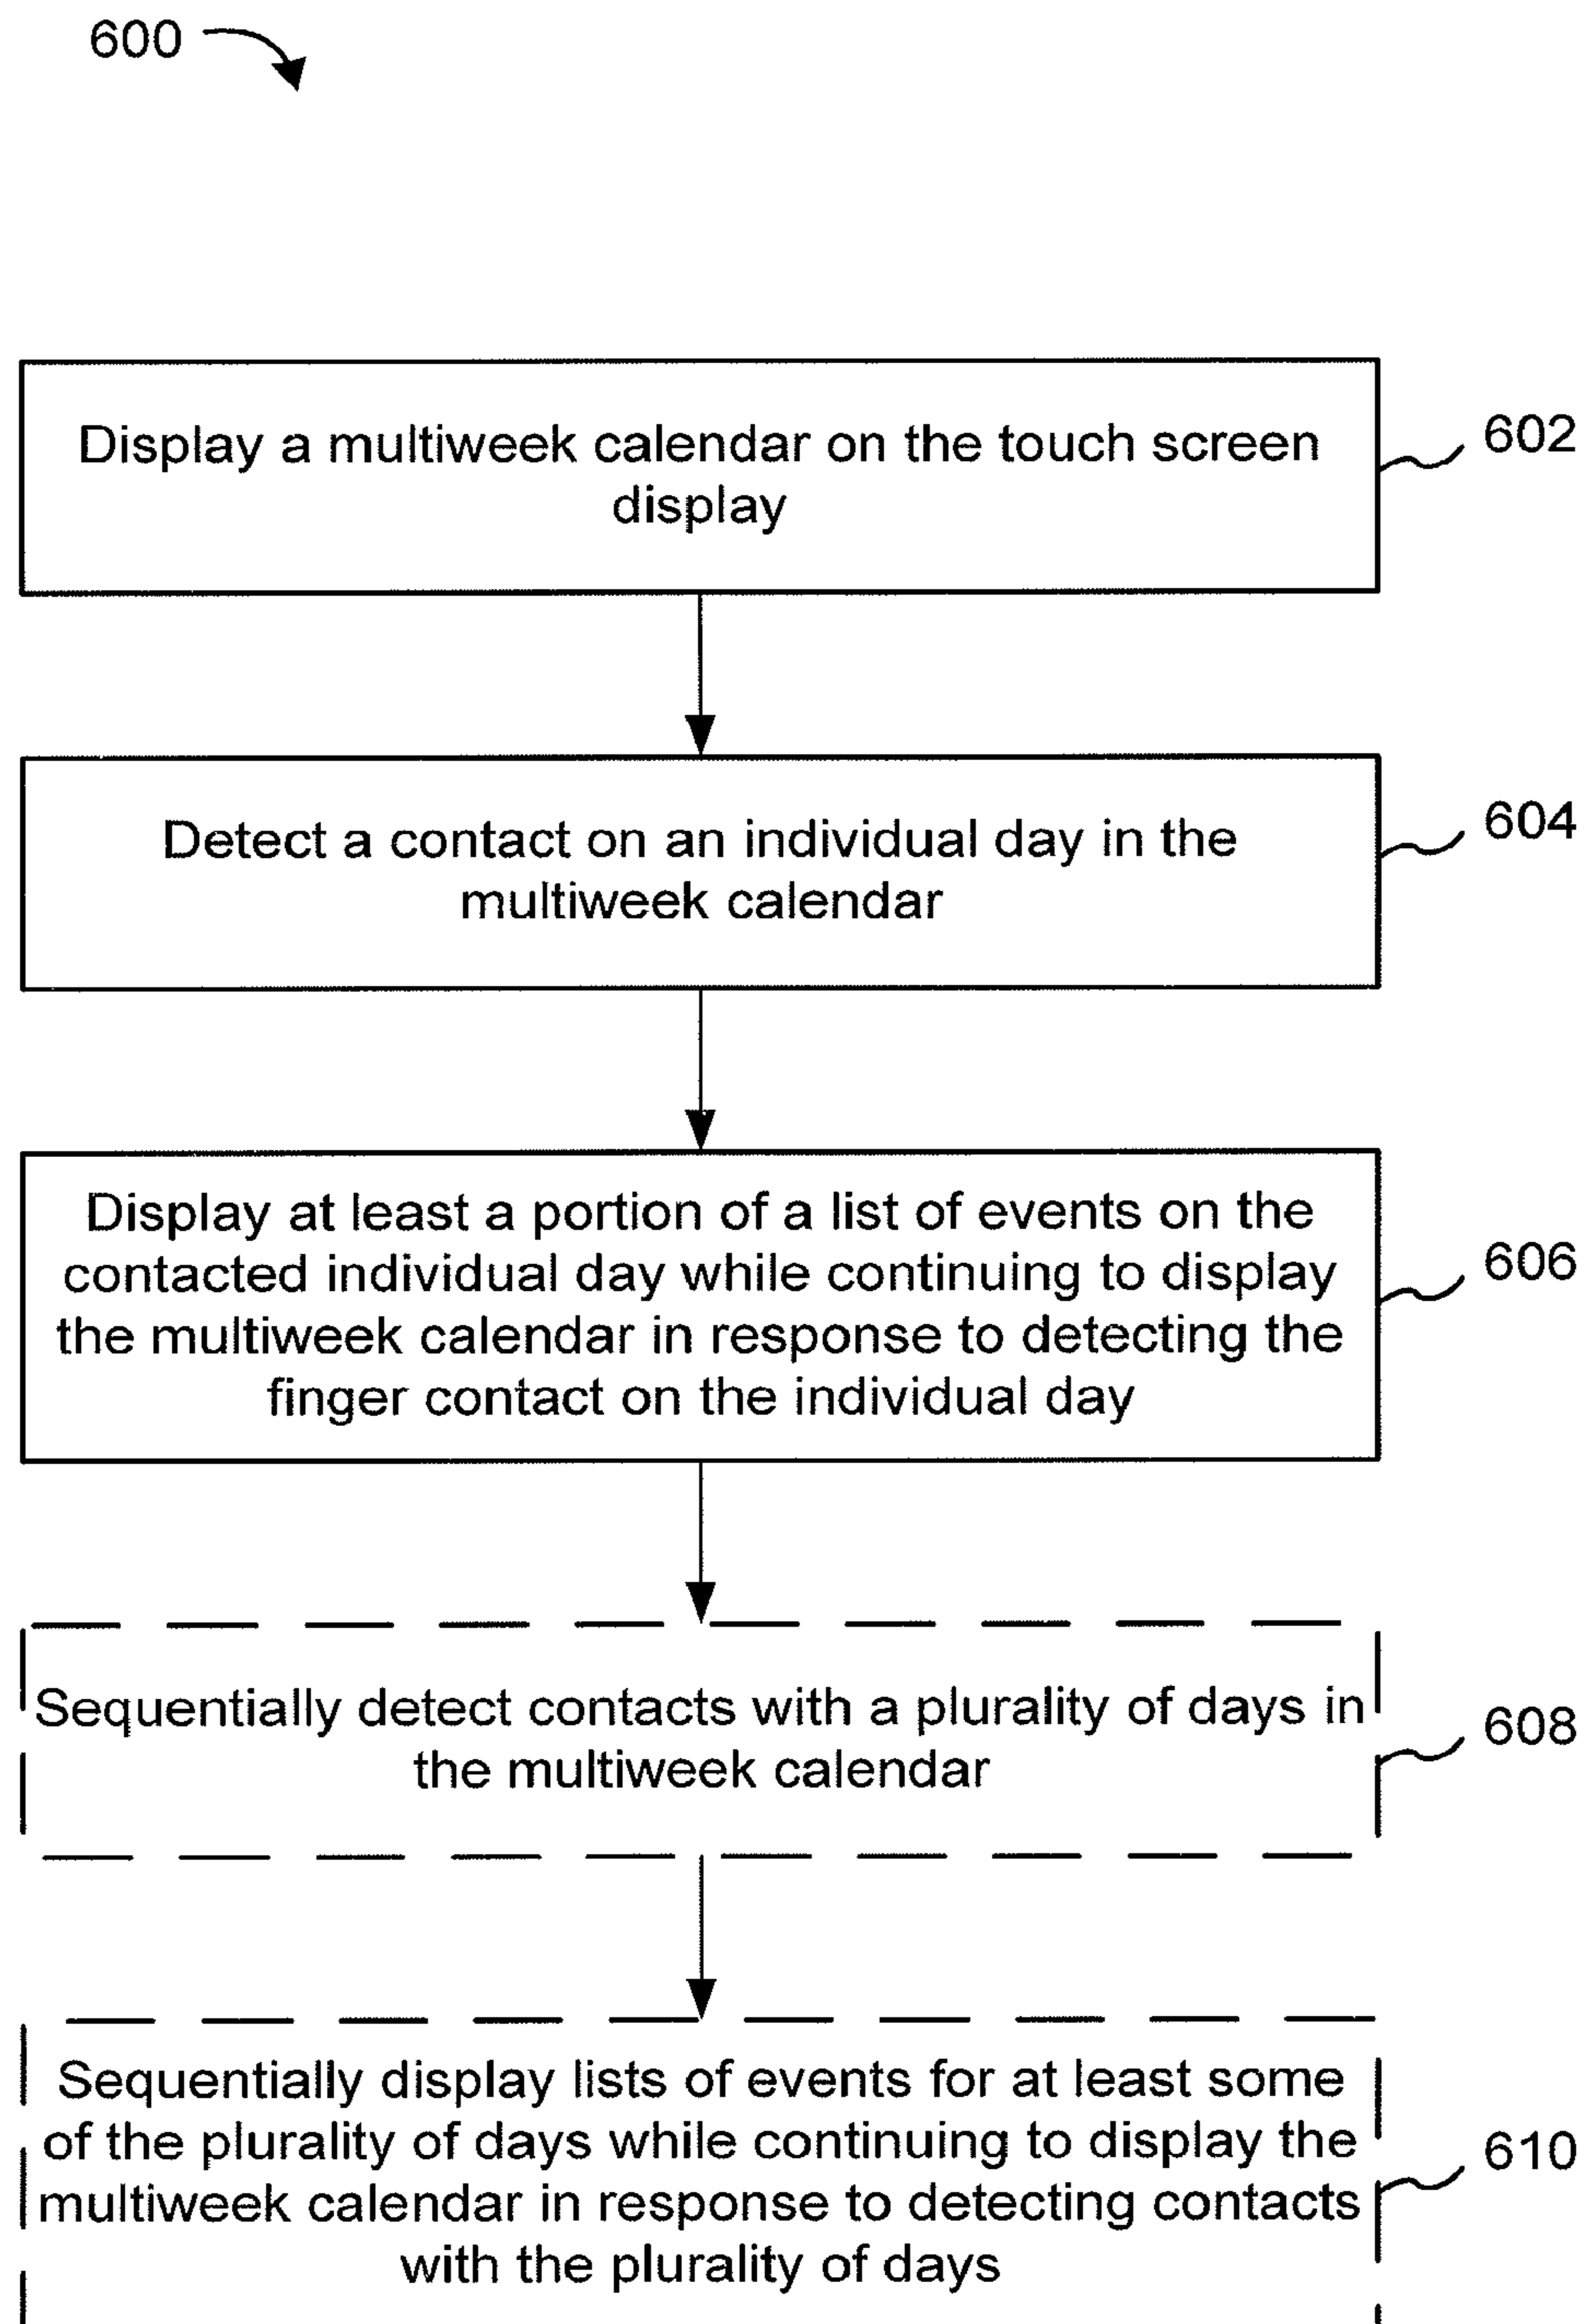 600
Display a multiweek calendar on the touch screen
display
602
Detect a contact on an individual day in the
multiweek calendar
604
Display at least a portion of a list of events on the
contacted individual day while continuing to display
the multiweek calendar in response to detecting the
finger contact on the individual day
606
Sequentially detect contacts with a plurality of days in
the multiweek calendar
608
Sequentially display lists of events for at least some
of the plurality of days while continuing to display the
multiweek calendar in response to detecting contacts
with the plurality of days
610